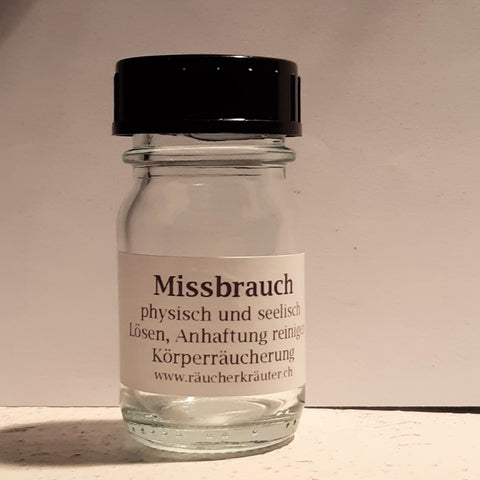 Missbrauch
physisch und seelisch
Lösen, Anhaftung reinigen
Körperräucherung
www.räucherkräuter.ch